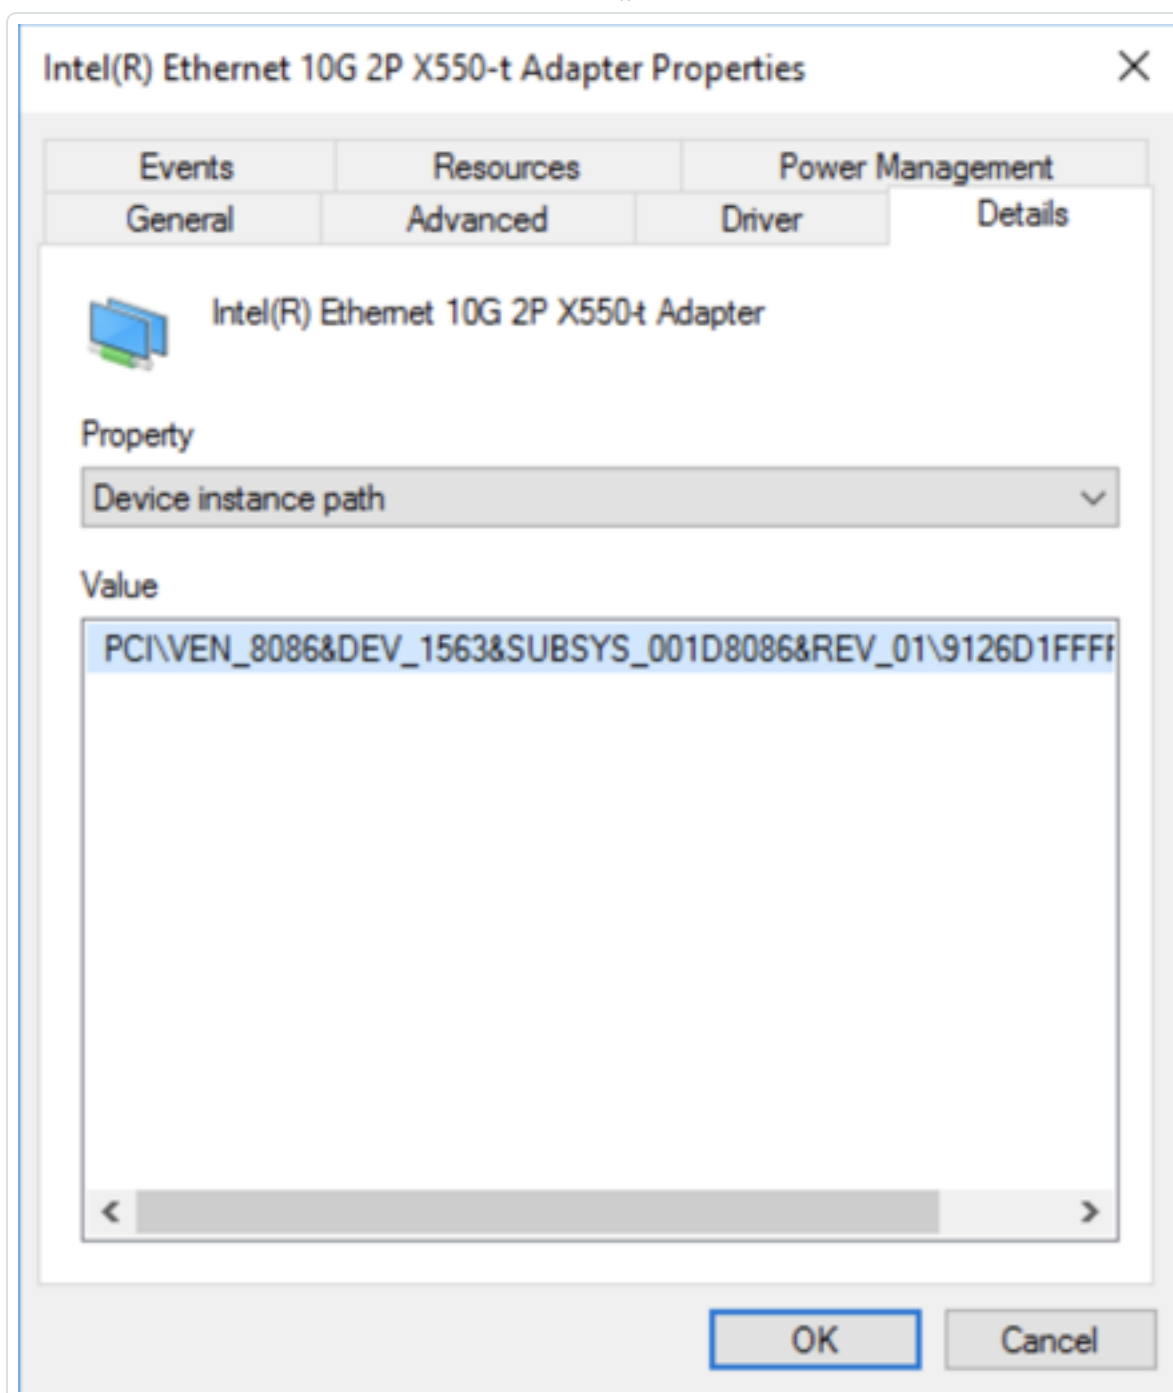 Intel(R) Ethernet 10G 2P X550-t Adapter Properties
Events Resources Power Management
General Advanced Driver Details
Intel(R) Ethernet 10G 2P X550-t Adapter
Property
Device instance path
Value
PCI\VEN_8086&DEV_1563&SUBSYS_001D8086&REV_01\9126D1FFFF
OK Cancel